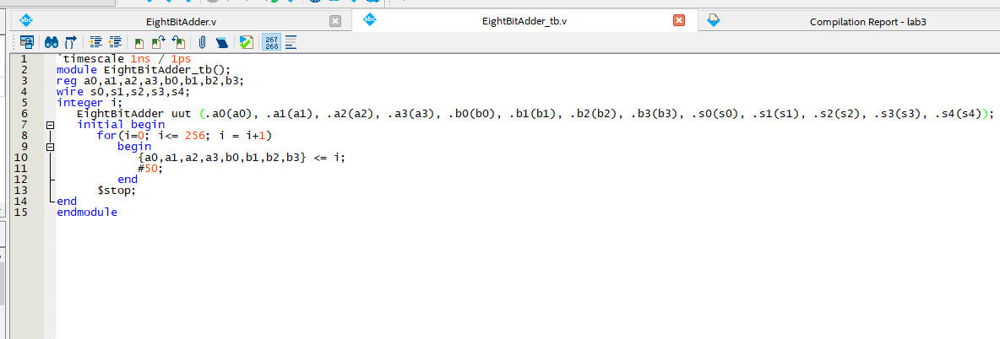 EightBitAdder.v EightBitAdder_tb.v Compilation Report - lab3
267
268
1 `timescale 1ns / 1ps
2 module EightBitAdder_tb();
3 reg a0,a1,a2,a3,b0,b1,b2,b3;
4 wire s0,s1,s2,s3,s4;
5 integer i;
6 EightBitAdder uut (.a0(a0), .a1(a1), .a2(a2), .a3(a3), .b0(b0), .b1(b1), .b2(b2), .b3(b3), .s0(s0), .s1(s1), .s2(s2), .s3(s3), .s4(s4));
7 initial begin
8 for(i=0; i<= 256; i = i+1)
9 begin
10 {a0,a1,a2,a3,b0,b1,b2,b3} <= i;
11 #50;
12 end
13 $stop;
14 end
15 endmodule